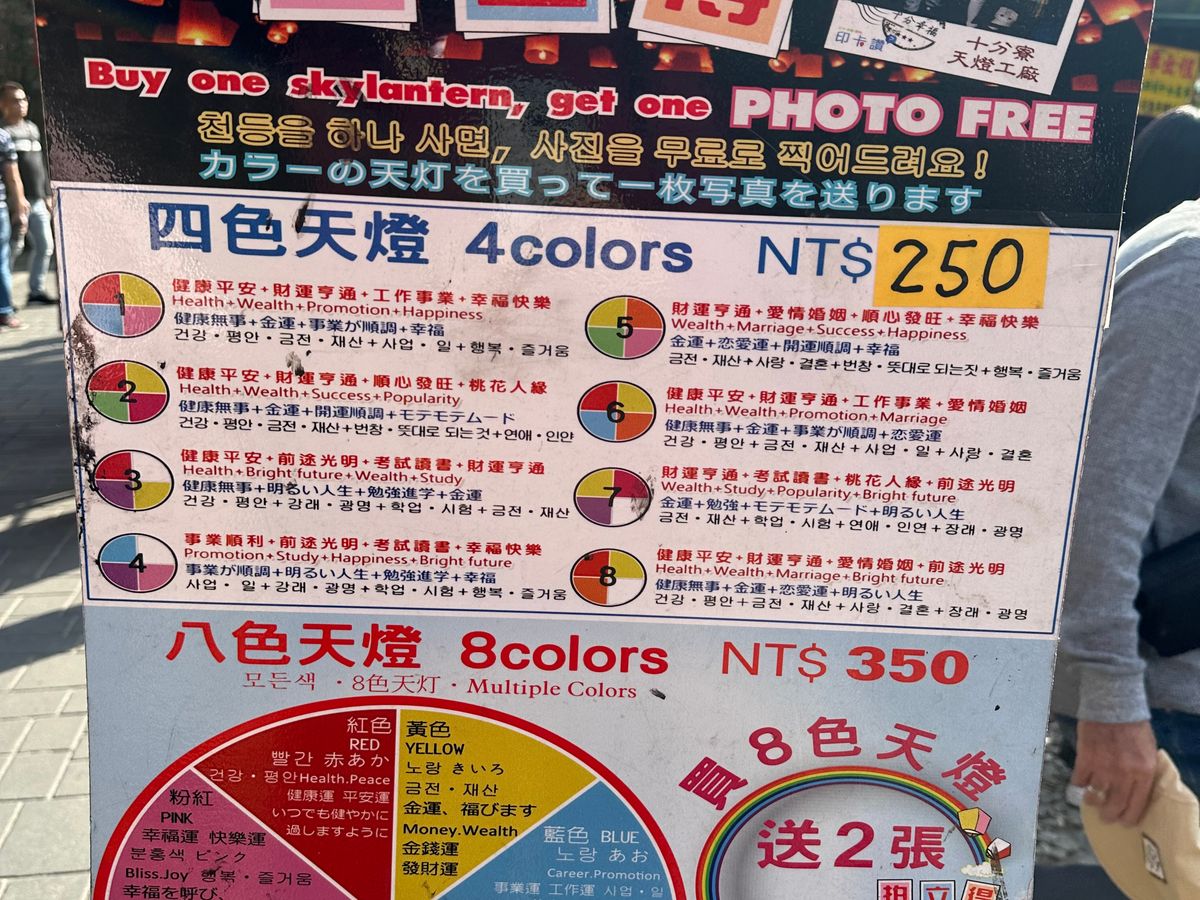 十分幸福
印卡讚
十分寮
天燈工廠
Buy one skylantern, get one PHOTO FREE
천등을 하나 사면, 사진을 무료로 찍어드려요!
カラーの天灯を買って一枚写真を送ります
四色天燈 4colors NT$ 250
1
健康平安+財運亨通+工作事業+幸福快樂
Health+Wealth+Promotion+Happiness
健康無事+金運+事業が順調+幸福
건강・평안+금전・재산+사업・일+행복・즐거움
2
健康平安+財運亨通+順心發旺+桃花人緣
Health+Wealth+Success+Popularity
健康無事+金運+開運順調+モテモテムード
건강・평안+금전・재산+번창・뜻대로 되는것+연애・인얀
3
健康平安+前途光明+考試讀書+財運亨通
Health+Bright future+Wealth+Study
健康無事+明るい人生+勉強進学+金運
건강・평안+강래・광명+학업・시험+금전・재산
4
事業順利+前途光明+考試讀書+幸福快樂
Promotion+Study+Happiness+Bright future
事業が順調+明るい人生+勉強進学+幸福
사업・일+강래・광명+학업・시험+행복・즐거움
5
財運亨通+愛情婚姻+順心發旺+幸福快樂
Wealth+Marriage+Success+Happiness
金運+恋愛運+開運順調+幸福
금전・재산+사랑・결혼+번창・뜻대로 되는짓+행복・즐거움
6
健康平安+財運亨通+工作事業+愛情婚姻
Health+Wealth+Promotion+Marriage
健康無事+金運+事業が順調+恋愛運
건강・평안+금전・재산+사업・일+사랑・결혼
7
財運亨通+考試讀書+桃花人緣+前途光明
Wealth+Study+Popularity+Bright future
金運+勉強+モテモテムード+明るい人生
금전・재산+학업・시험+연애・인연+장래・광명
8
健康平安+財運亨通+愛情婚姻+前途光明
Health+Wealth+Marriage+Bright future
健康無事+金運+恋愛運+明るい人生
건강・평안+금전・재산+사랑・결혼+장래・광명
八色天燈 8colors NT$ 350
모든색・8色天灯・Multiple Colors
紅色
RED
빨간 赤あか
건강・평안Health.Peace
健康運 平安運
いつでも健やかに
過しますように
黃色
YELLOW
노랑 きいろ
금전・재산
金運、福びます
Money.Wealth
金錢運
發財運
粉紅
PINK
幸福運 快樂運
분홍색 ピンク
Bliss.Joy 행복・즐거움
幸福を呼び、
藍色 BLUE
노랑 あお
Career.Promotion
事業運 工作運 사업・일
買8色天燈
送2張
拍立得